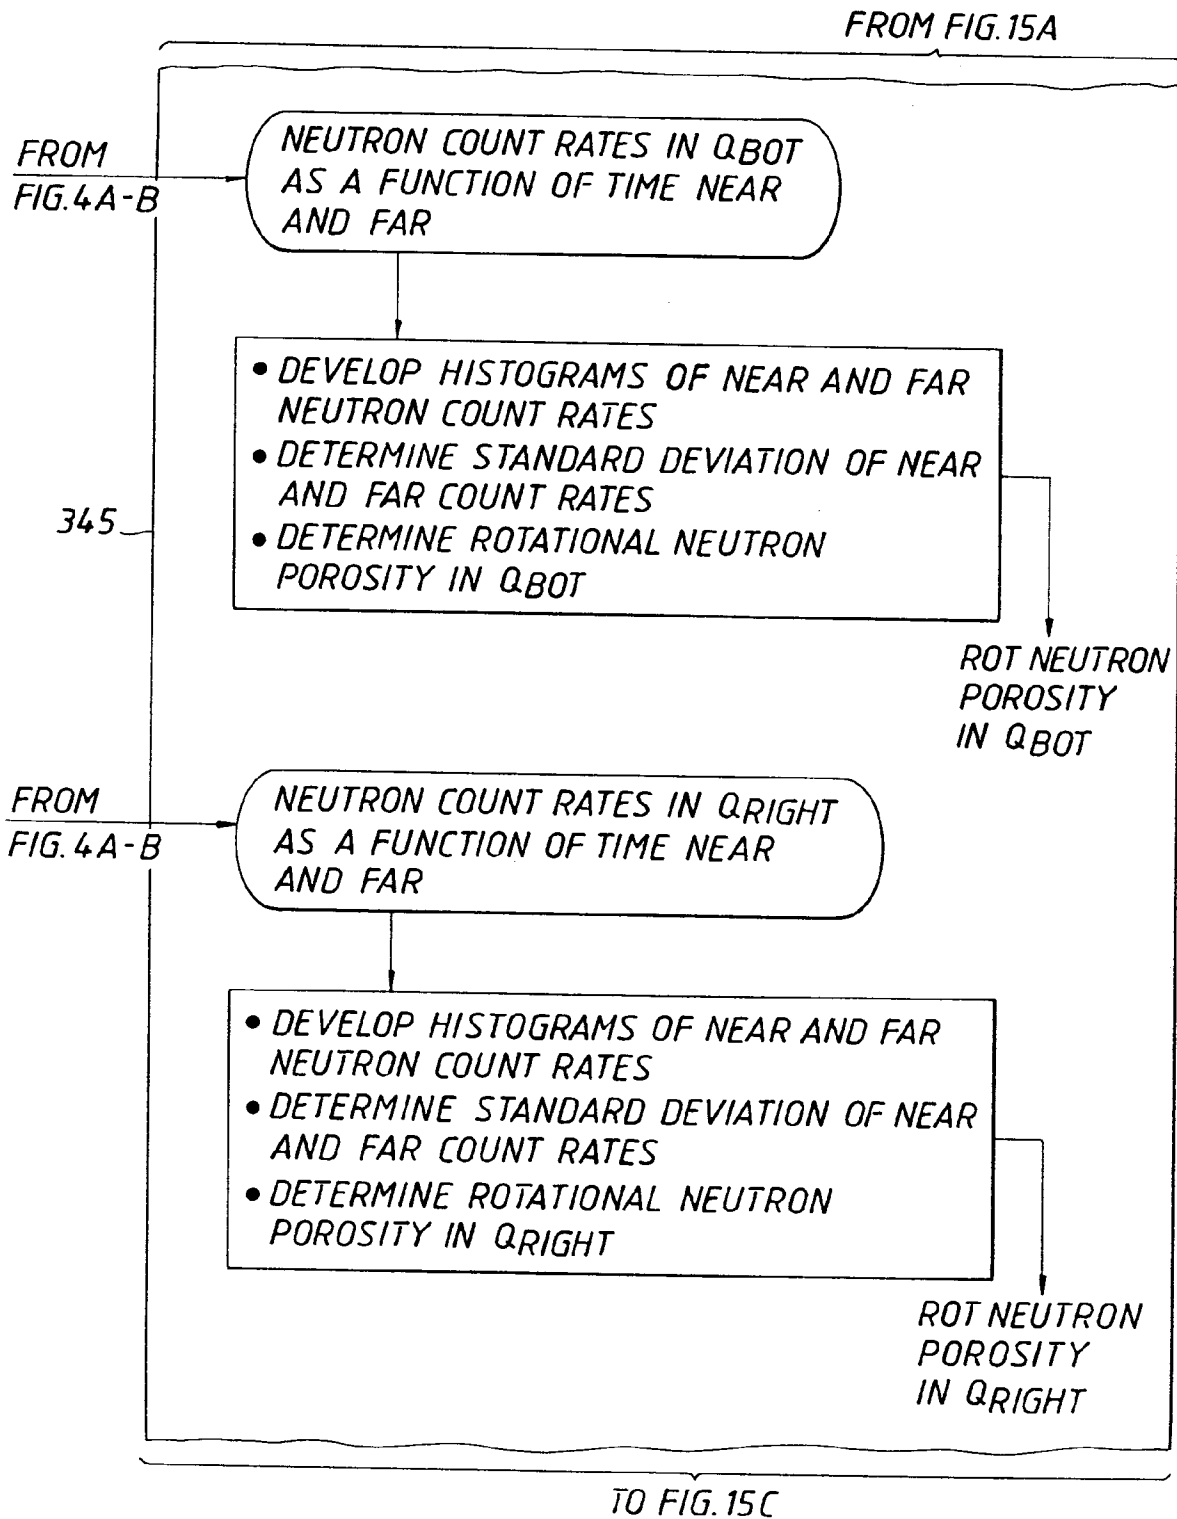 FROM FIG. 15A
FROM
FIG. 4A-B
NEUTRON COUNT RATES IN QBOT
AS A FUNCTION OF TIME NEAR
AND FAR
• DEVELOP HISTOGRAMS OF NEAR AND FAR
NEUTRON COUNT RATES
• DETERMINE STANDARD DEVIATION OF NEAR
AND FAR COUNT RATES
• DETERMINE ROTATIONAL NEUTRON
POROSITY IN QBOT
345
ROT NEUTRON
POROSITY
IN QBOT
FROM
FIG. 4A-B
NEUTRON COUNT RATES IN QRIGHT
AS A FUNCTION OF TIME NEAR
AND FAR
• DEVELOP HISTOGRAMS OF NEAR AND FAR
NEUTRON COUNT RATES
• DETERMINE STANDARD DEVIATION OF NEAR
AND FAR COUNT RATES
• DETERMINE ROTATIONAL NEUTRON
POROSITY IN QRIGHT
ROT NEUTRON
POROSITY
IN QRIGHT
TO FIG. 15C